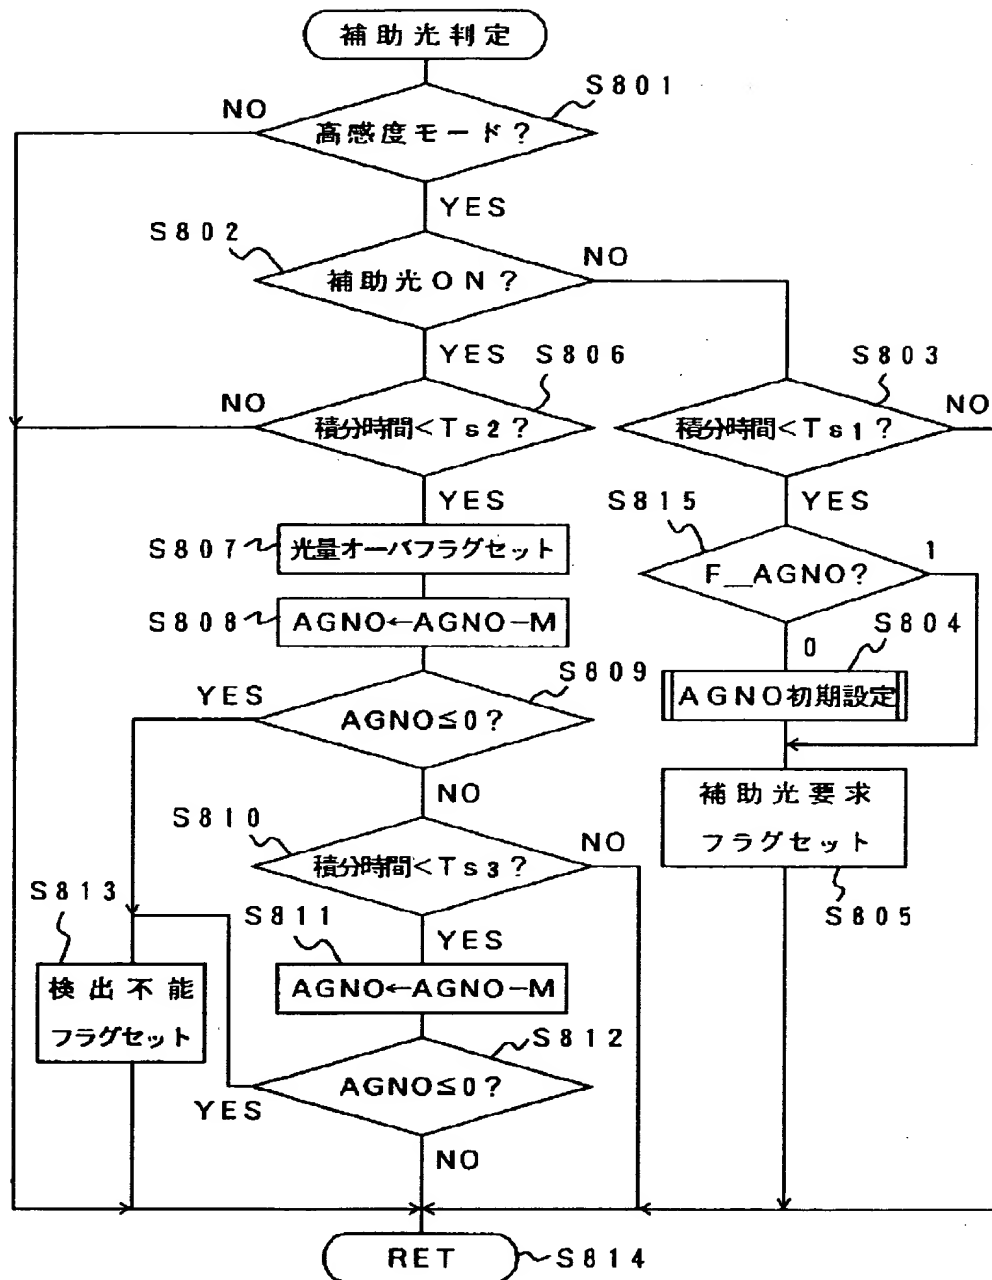 補助光判定
S801
NO
高感度モード?
YES
S802
NO
補助光ON?
YES
S806
S803
NO
積分時間<Ts2?
積分時間<Ts1?
NO
YES
S815
YES
S807
光量オーバフラグセット
F__AGNO?
1
S808
AGNO←AGNO−M
0
S804
YES
S809
AGNO初期設定
AGNO≦0?
NO
補助光要求
フラグセット
S805
S810
NO
積分時間<Ts3?
S813
S811
YES
検出不能
フラグセット
AGNO←AGNO−M
S812
AGNO≦0?
YES
NO
RET
S814